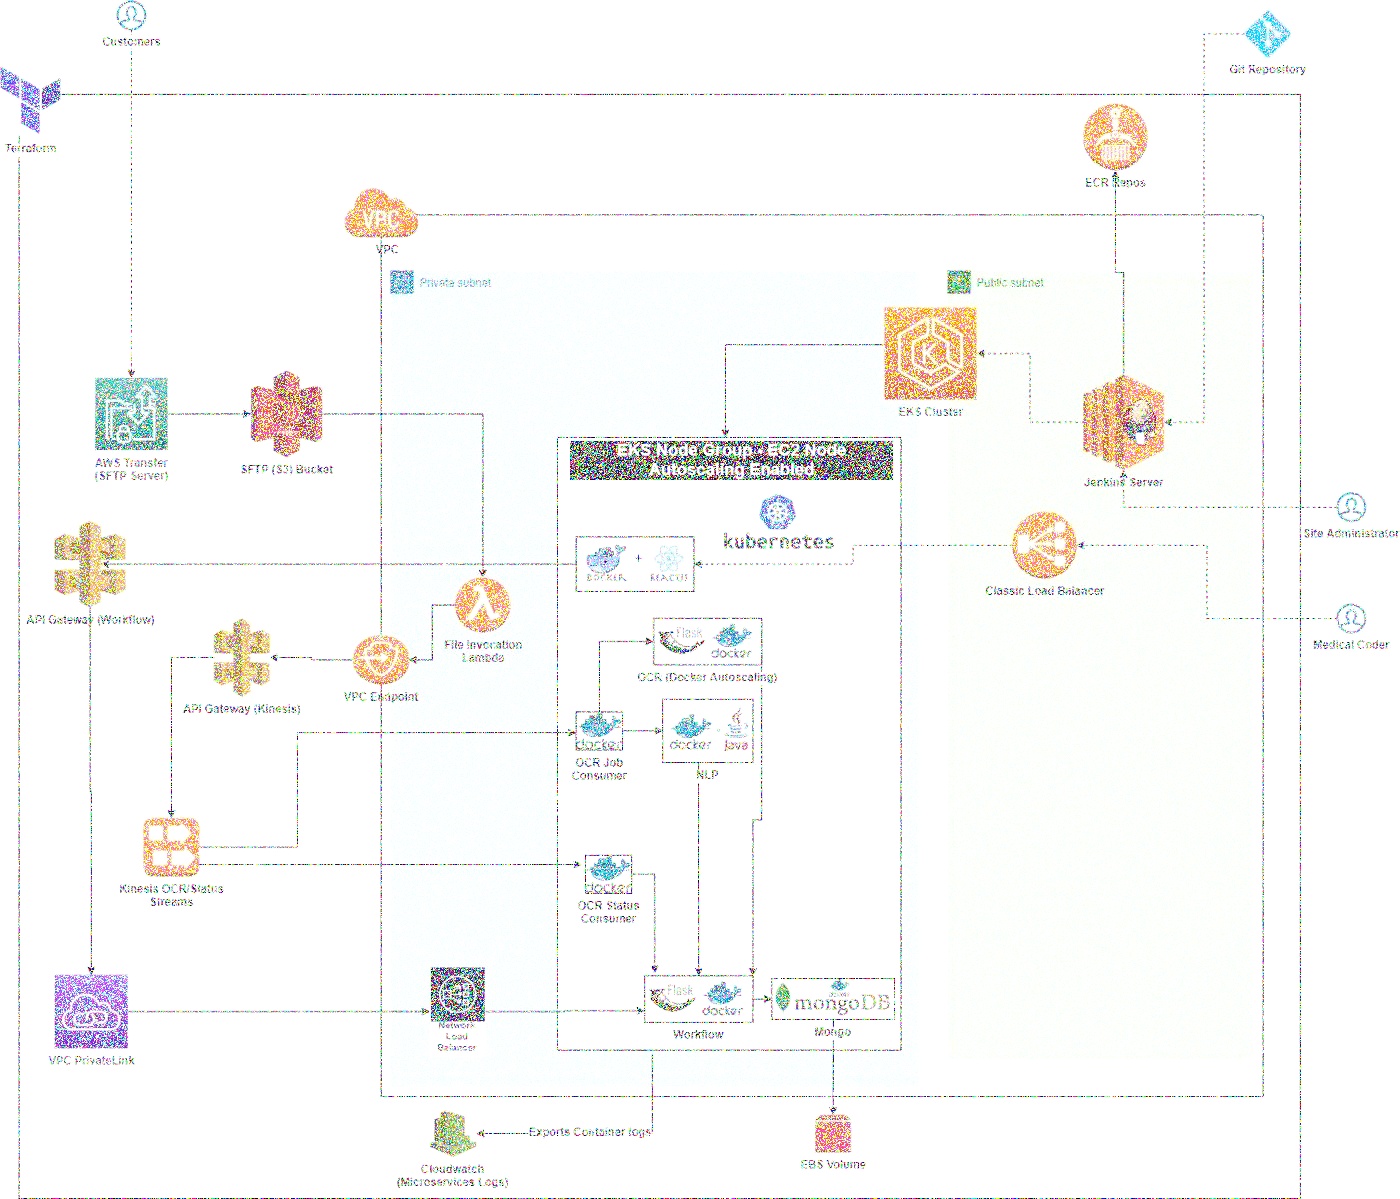 Customers
Git Repository
Terraform
ECR Repos
VPC
VPC
Private subnet
Public subnet
K
EKS Cluster
AWS Transfer
(SFTP Server)
SFTP (S3) Bucket
EKS Node Group - EC2 Node
Autoscaling Enabled
Jenkins Server
kubernetes
Site Administrator
DOCKER
+
REACTJS
Classic Load Balancer
API Gateway (Workflow)
File Invocation
Lambda
Medical Coder
Flask
docker
OCR (Docker Autoscaling)
VPC Endpoint
API Gateway (Kinesis)
docker
docker
Java
OCR Job
Consumer
NLP
Kinesis OCR/Status
Streams
docker
OCR Status
Consumer
Flask
docker
mongoDB
Network
Load
Balancer
Workflow
Mongo
VPC PrivateLink
Exports Container logs
Cloudwatch
(Microservices Logs)
EBS Volume